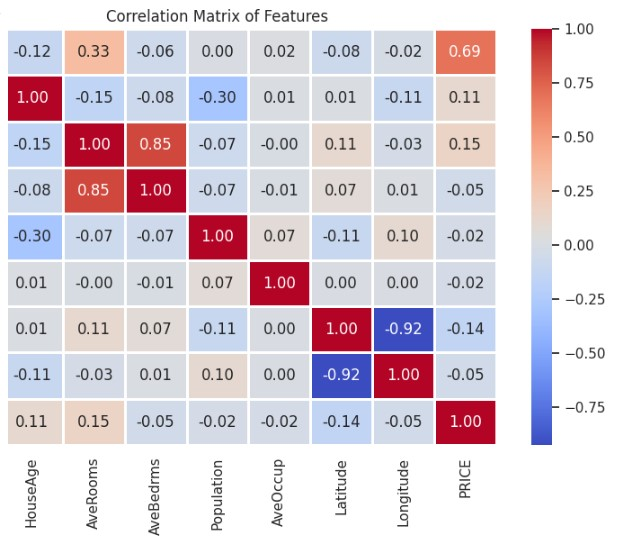 Correlation Matrix of Features
-0.12 0.33 -0.06 0.00 0.02 -0.08 -0.02 0.69
1.00 -0.15 -0.08 -0.30 0.01 0.01 -0.11 0.11
-0.15 1.00 0.85 -0.07 -0.00 0.11 -0.03 0.15
-0.08 0.85 1.00 -0.07 -0.01 0.07 0.01 -0.05
-0.30 -0.07 -0.07 1.00 0.07 -0.11 0.10 -0.02
0.01 -0.00 -0.01 0.07 1.00 0.00 0.00 -0.02
0.01 0.11 0.07 -0.11 0.00 1.00 -0.92 -0.14
-0.11 -0.03 0.01 0.10 0.00 -0.92 1.00 -0.05
0.11 0.15 -0.05 -0.02 -0.02 -0.14 -0.05 1.00
HouseAge
AveRooms
AveBedrms
Population
AveOccup
Latitude
Longitude
PRICE
1.00
0.75
0.50
0.25
0.00
−0.25
−0.50
−0.75